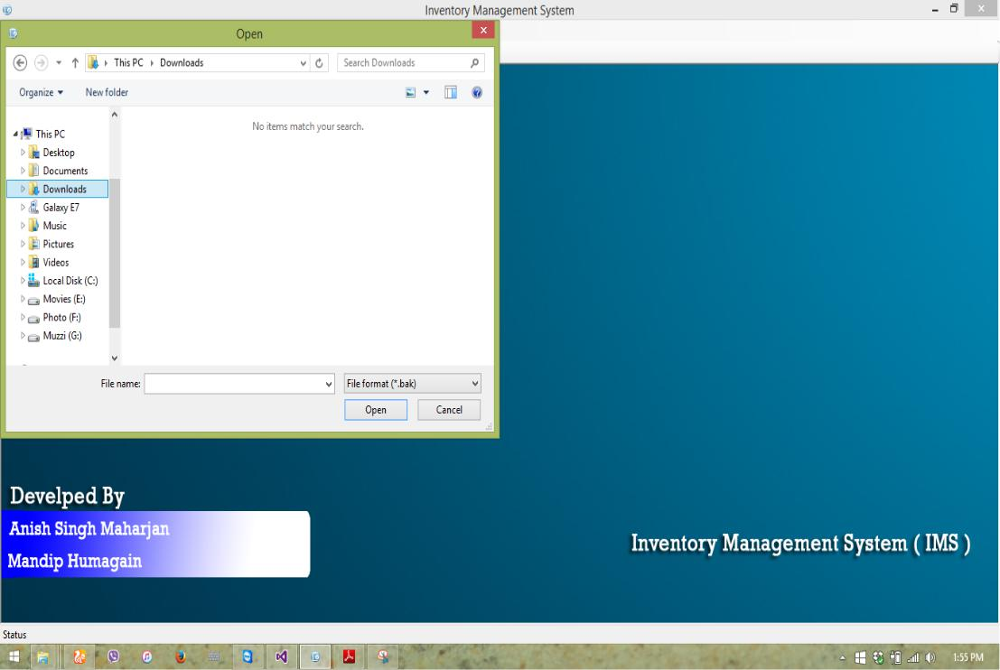 Inventory Management System
Open
This PC Downloads
Search Downloads
Organize
New folder
No items match your search.
This PC
Desktop
Documents
Downloads
Galaxy E7
Music
Pictures
Videos
Local Disk (C:)
Movies (E:)
Photo (F:)
Muzzi (G:)
File name:
File format (*.bak)
Open
Cancel
Develped By
Anish Singh Maharjan
Mandip Humagain
Inventory Management System ( IMS )
Status
1:55 PM